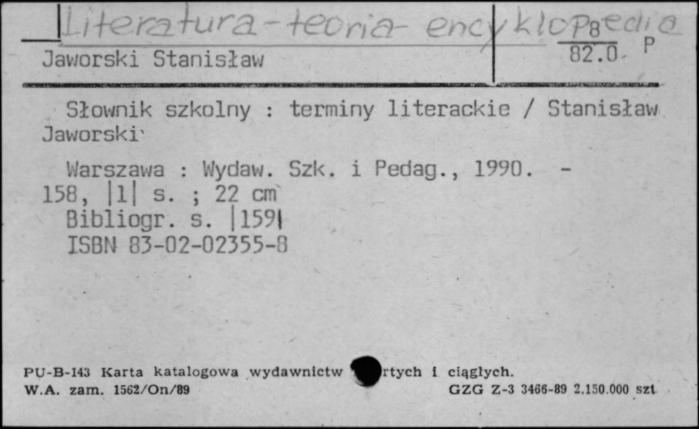 Literatura - teoria - encyklopaedia
P8
82.0. P
Jaworski Stanisław
Słownik szkolny : terminy literackie / Stanisław
Jaworski
Warszawa : Wydaw. Szk. i Pedag., 1990. -
158, |1| s. ; 22 cm
Bibliogr. s. |159|
ISBN 83-02-02355-8
PU-B-143 Karta katalogowa wydawnictw rtych i ciągłych.
W.A. zam. 1562/On/89 GZG Z-3 3466-89 2.150.000 szt